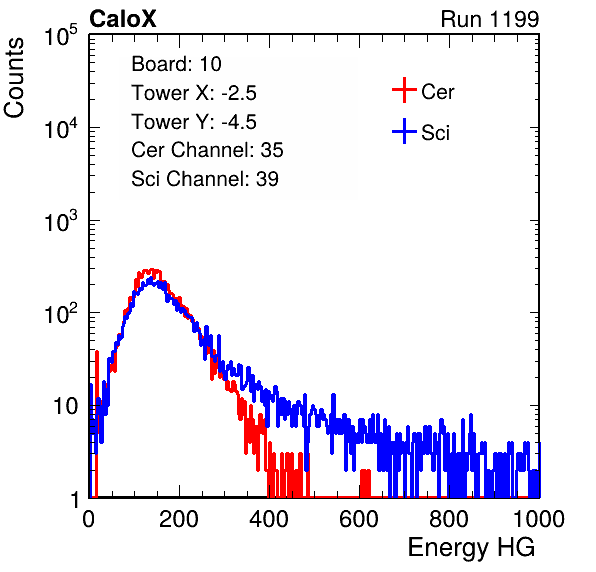 CaloX Run 1199
Counts
10^5
10^4
10^3
10^2
10
1
Board: 10
Tower X: -2.5
Tower Y: -4.5
Cer Channel: 35
Sci Channel: 39
Cer
Sci
0 200 400 600 800 1000
Energy HG